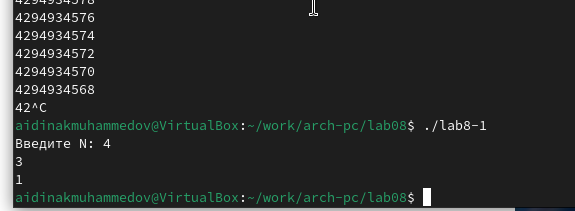 4294934578
4294934576
4294934574
4294934572
4294934570
4294934568
42^C
aidinakmuhammedov@VirtualBox:~/work/arch-pc/lab08$ ./lab8-1
Введите N: 4
3
1
aidinakmuhammedov@VirtualBox:~/work/arch-pc/lab08$